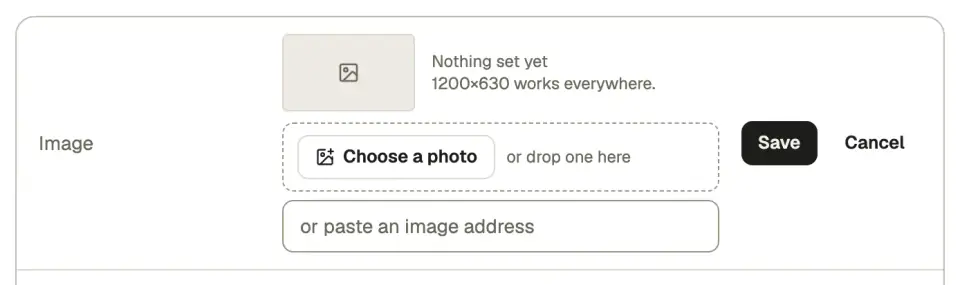 Image
Nothing set yet
1200×630 works everywhere.
Choose a photo
or drop one here
or paste an image address
Save
Cancel